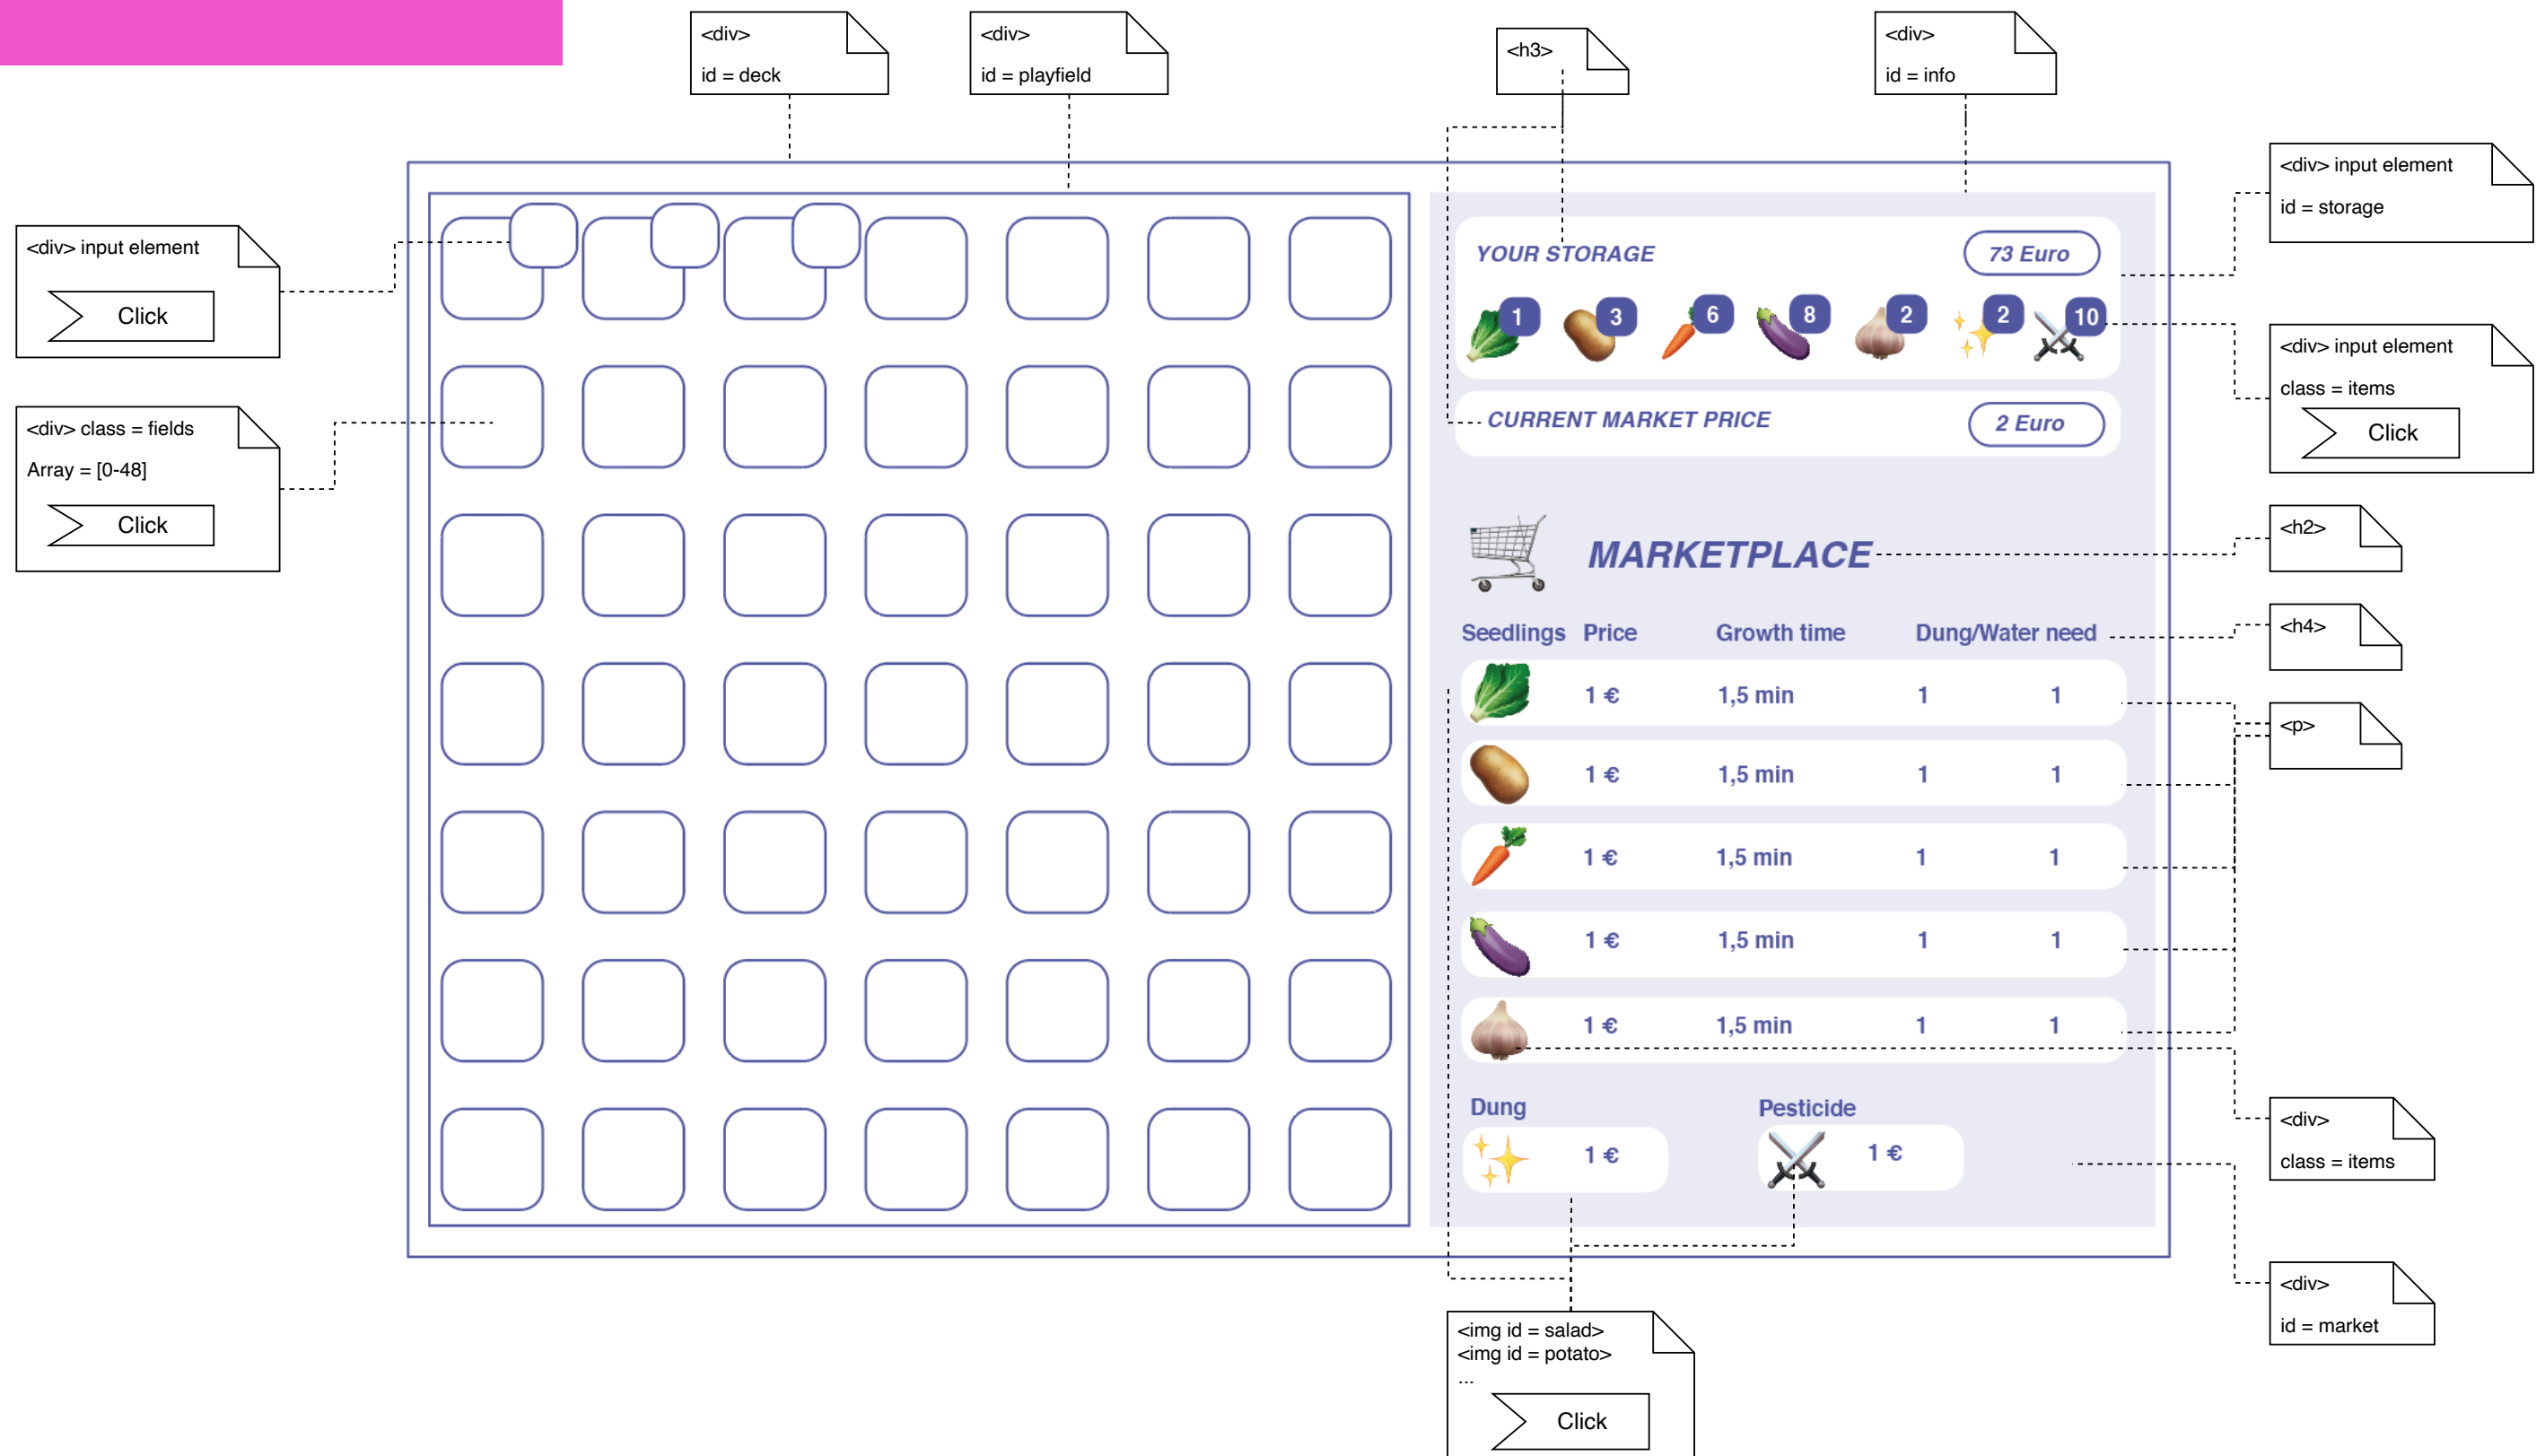 <div>
id = deck
<div>
id = playfield
<h3>
<div>
id = info
<div> input element
id = storage
<div> input element
Click
YOUR STORAGE
73 Euro
1
3
6
8
2
2
10
<div> input element
class = items
Click
<div> class = fields
Array = [0-48]
Click
CURRENT MARKET PRICE
2 Euro
MARKETPLACE
<h2>
Seedlings Price Growth time Dung/Water need
<h4>
1 € 1,5 min 1 1
<p>
1 € 1,5 min 1 1
1 € 1,5 min 1 1
1 € 1,5 min 1 1
1 € 1,5 min 1 1
Dung
Pesticide
1 €
1 €
<div>
class = items
<div>
id = market
<img id = salad>
<img id = potato>
...
Click